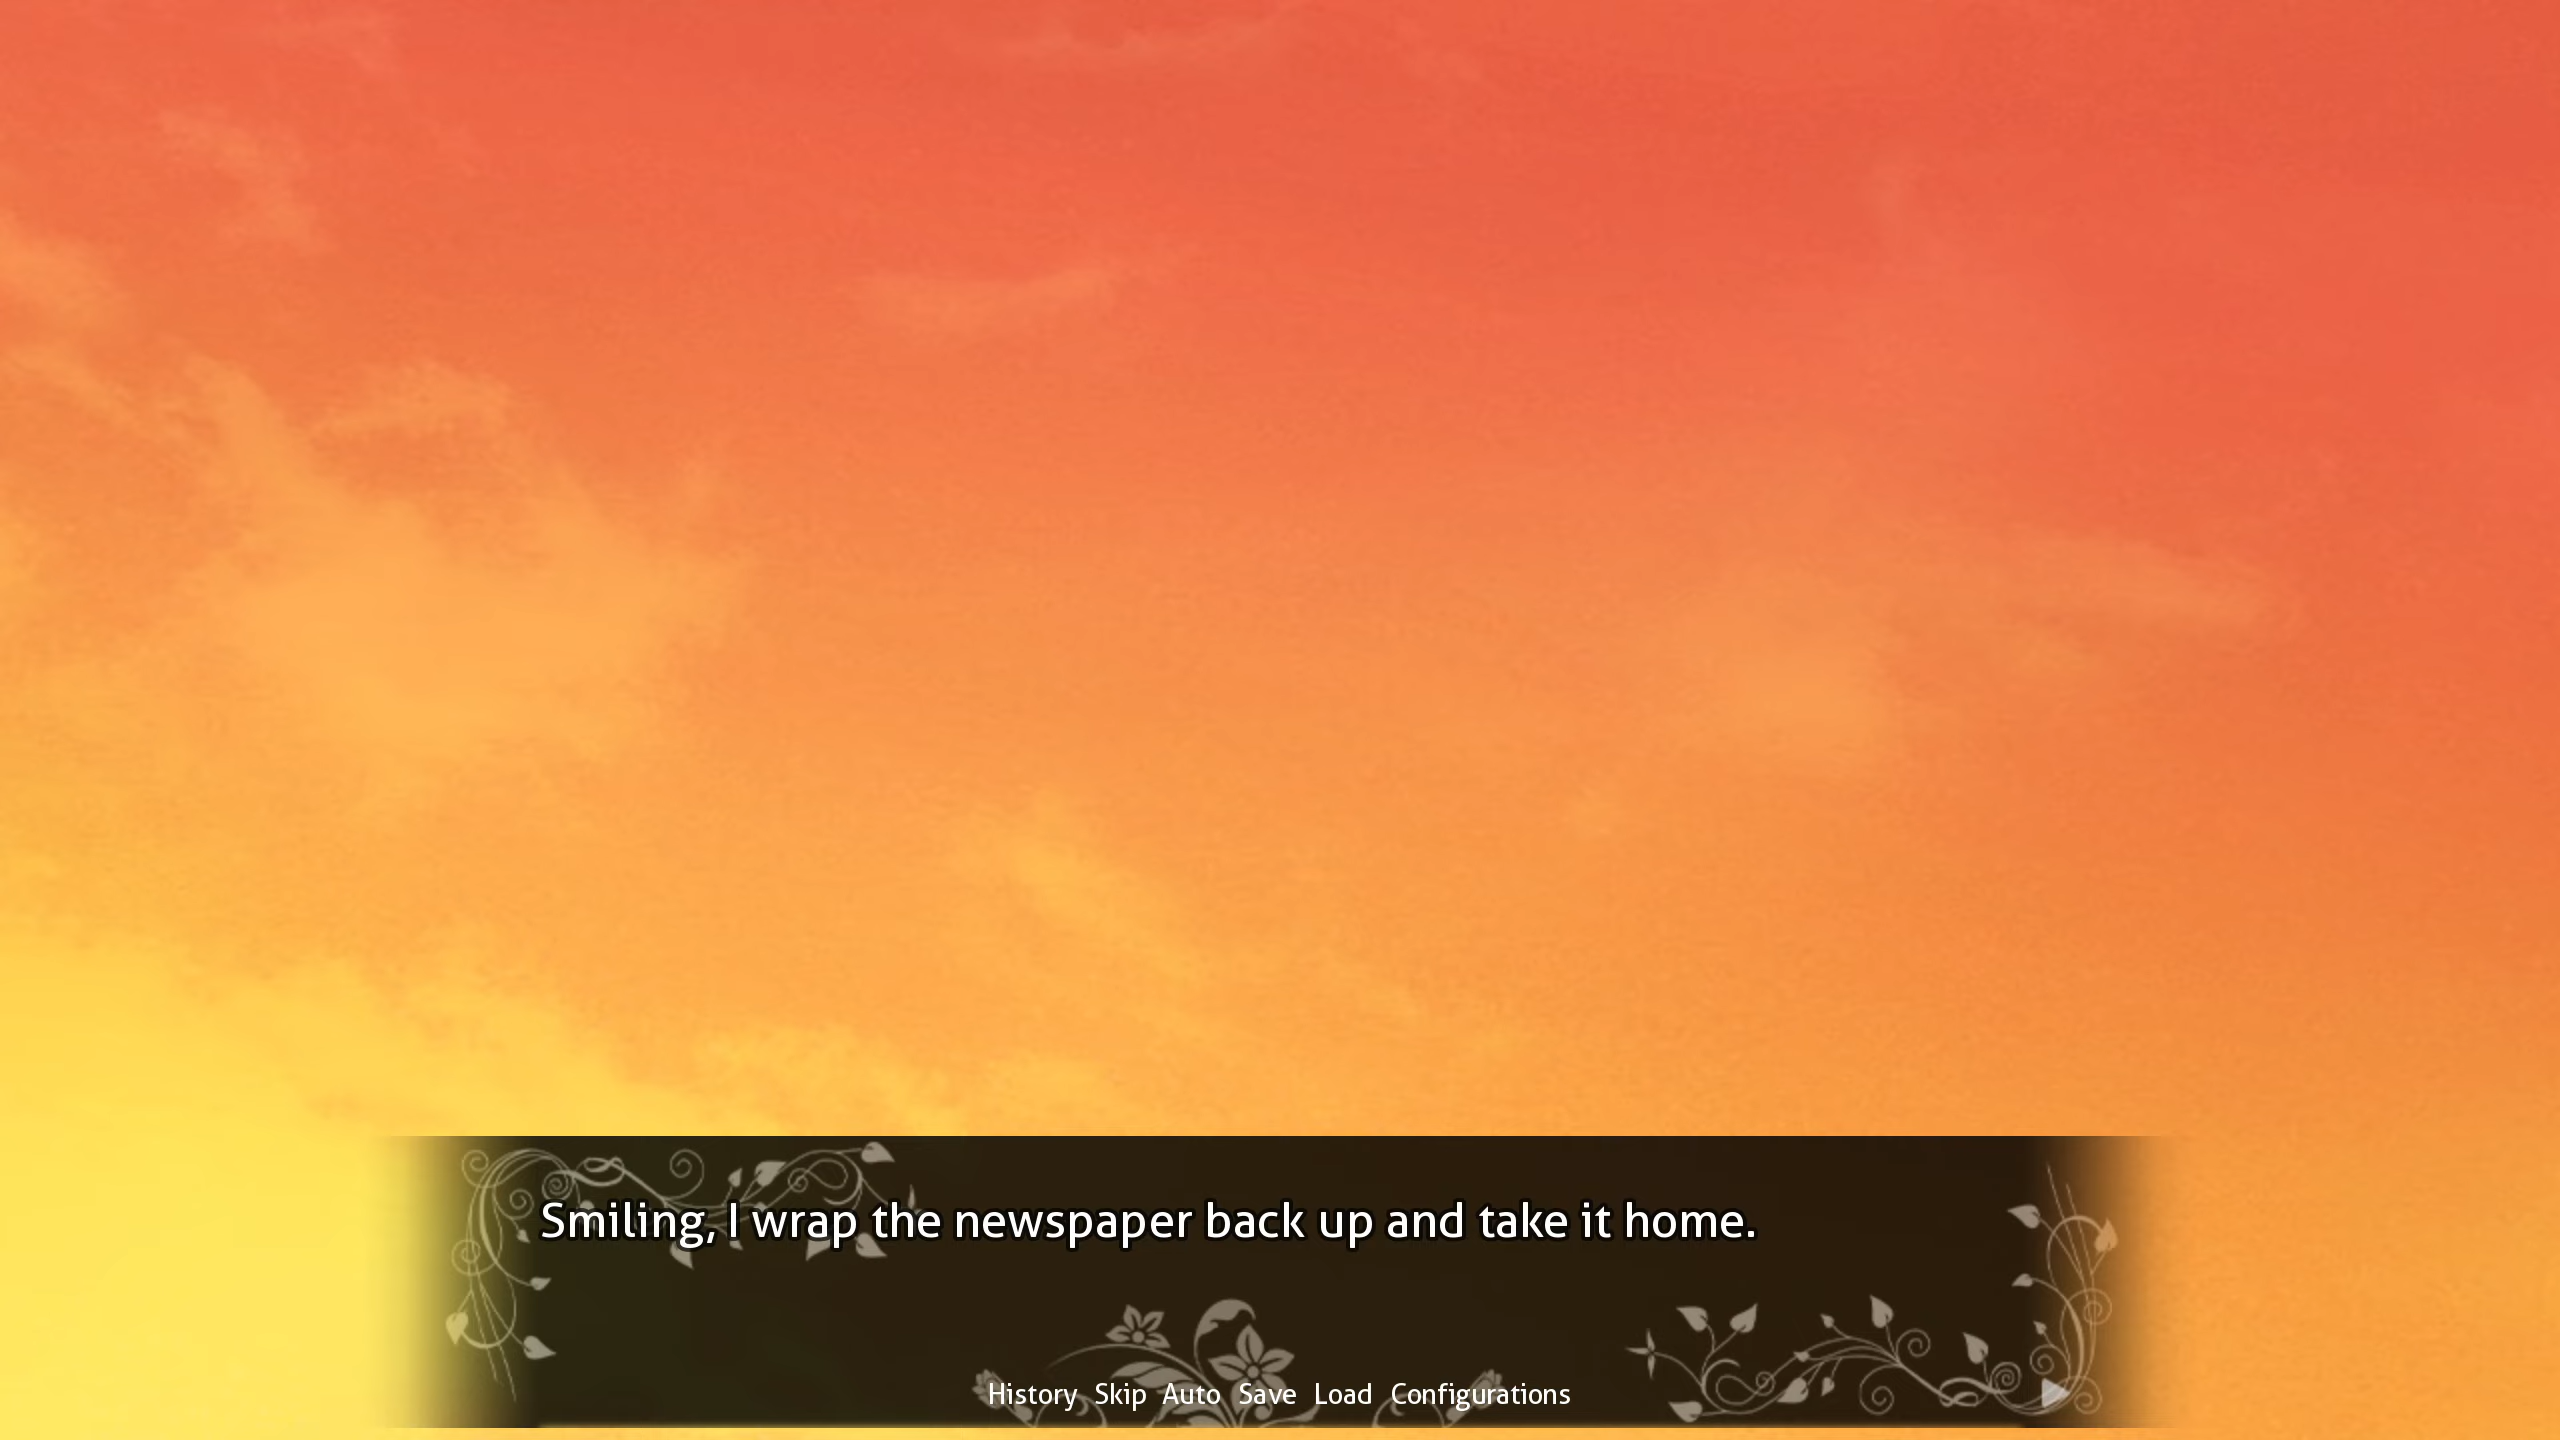 Smiling, I wrap the newspaper back up and take it home.
History Skip Auto Save Load Configurations